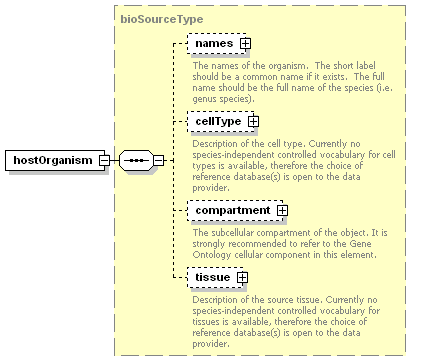 bioSourceType
names
The names of the organism.  The short label
should be a common name if it exists.  The full
name should be the full name of the species (i.e.
genus species).
cellType
Description of the cell type. Currently no
species-independent controlled vocabulary for cell
types is available, therefore the choice of
reference database(s) is open to the data
provider.
hostOrganism
compartment
The subcellular compartment of the object. It is
strongly recommended to refer to the Gene
Ontology cellular component in this element.
tissue
Description of the source tissue. Currently no
species-independent controlled vocabulary for
tissues is available, therefore the choice of
reference database(s) is open to the data
provider.